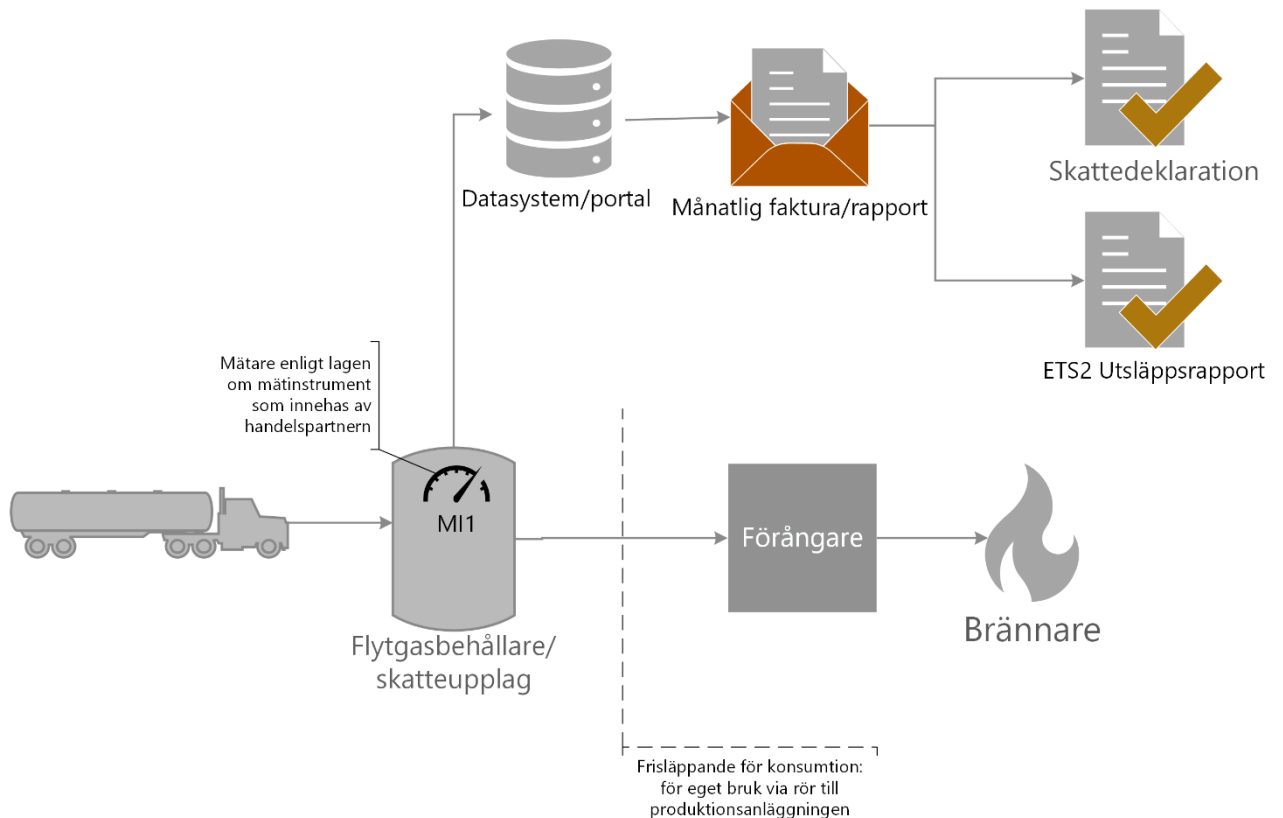 Datasystem/portal
Månatlig faktura/rapport
Skattedeklaration
ETS2 Utsläppsrapport
Mätare enligt lagen
om mätinstrument
som innehas av
handelspartnern
MI1
Flytgasbehållare/
skatteupplag
Förångare
Brännare
Frisläppande för konsumtion:
för eget bruk via rör till
produktionsanläggningen